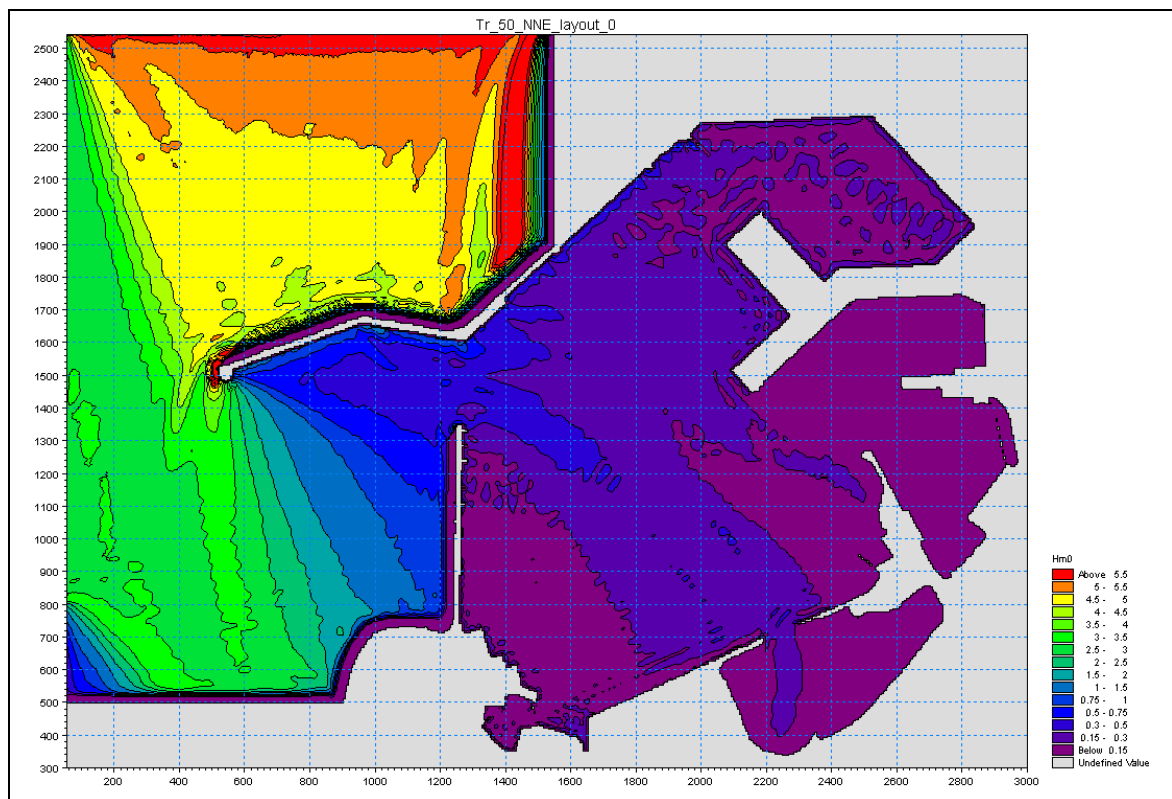 Tr_50_NNE_layout_0
2500
2400
2300
2200
2100
2000
1900
1800
1700
1600
1500
1400
1300
1200
1100
1000
900
800
700
600
500
400
300
200 400 600 800 1000 1200 1400 1600 1800 2000 2200 2400 2600 2800 3000
Hm0
Above 5.5
5 - 5.5
4.5 - 5
4 - 4.5
3.5 - 4
3 - 3.5
2.5 - 3
2 - 2.5
1.5 - 2
1 - 1.5
0.75 - 1
0.5 - 0.75
0.3 - 0.5
0.15 - 0.3
Below 0.15
Undefined Value